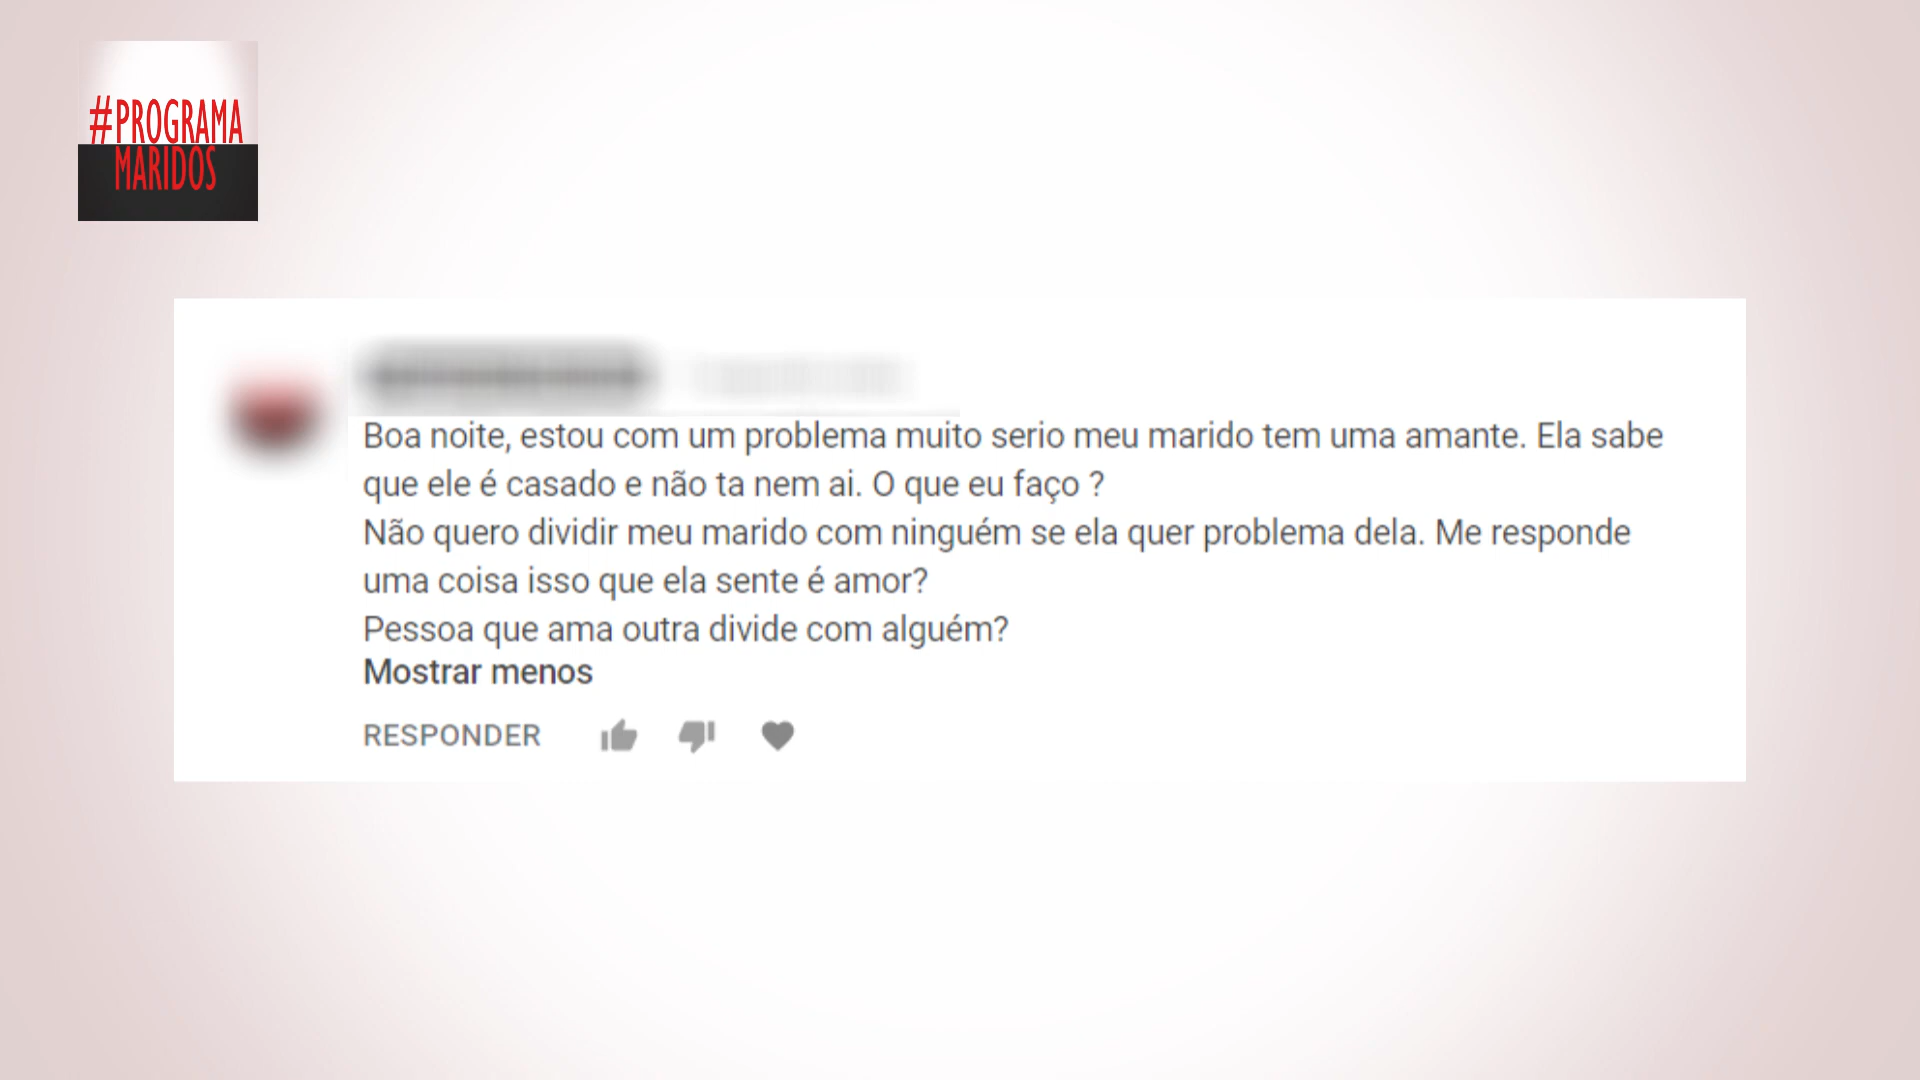 #PROGRAMA
MARIDOS
Boa noite, estou com um problema muito serio meu marido tem uma amante. Ela sabe
que ele é casado e não ta nem ai. O que eu faço ?
Não quero dividir meu marido com ninguém se ela quer problema dela. Me responde
uma coisa isso que ela sente é amor?
Pessoa que ama outra divide com alguém?
Mostrar menos
RESPONDER